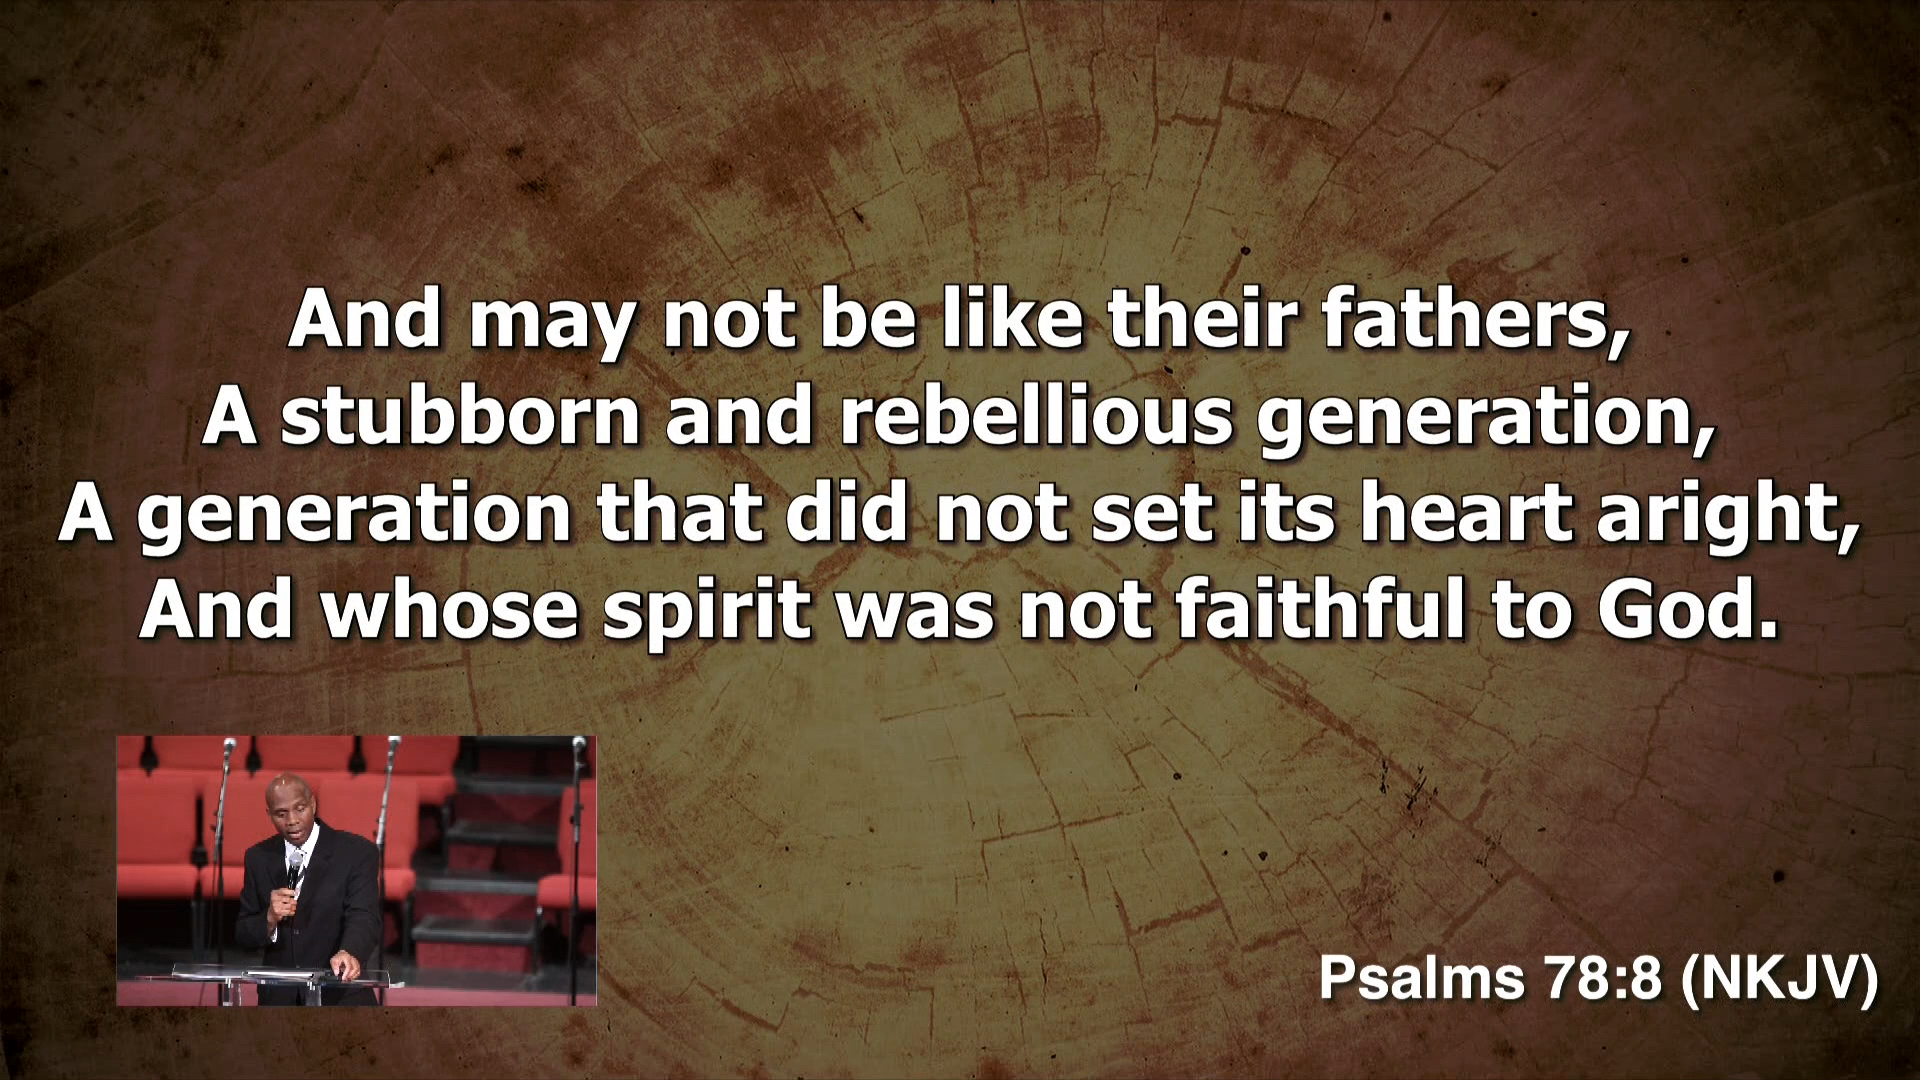 And may not be like their fathers,
A stubborn and rebellious generation,
A generation that did not set its heart aright,
And whose spirit was not faithful to God.
Psalms 78:8 (NKJV)